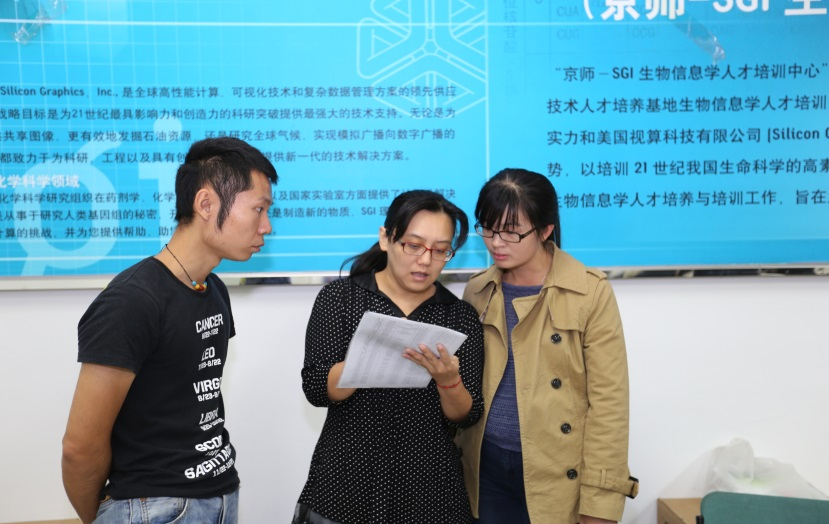 （京师-SGI 生
Silicon Graphics, Inc.,是全球高性能计算、可视化技术和复杂数据管理方案的领先供应
战略目标是为21世纪最具影响力和创造力的科研突破提供最强大的技术支持。无论是为
共享图像、更有效地发掘石油资源、还是研究全球气候、实现模拟广播向数字广播的
都致力于为科研、工程以及具有创 提供新一代的技术解决方案。
化学科学领域
化学科学研究组织在药剂学、化学 以及国家实验室方面提供了 解决
是从事于研究人类基因组的秘密、 是制造新的物质，SGI
计算的挑战，并为您提供帮助、
“京师－SGI 生物信息学人才培训中心”
技术人才培养基地生物信息学人才培训
实力和美国视算科技有限公司 (Silicon G
势，以培训 21 世纪我国生命科学的高素
生物信息学人才培养与培训工作，旨在
CUA
CUG
CANCER
LEO
VIRGO
8/23-9/
LIBRA
SCOR
SAGITTAR